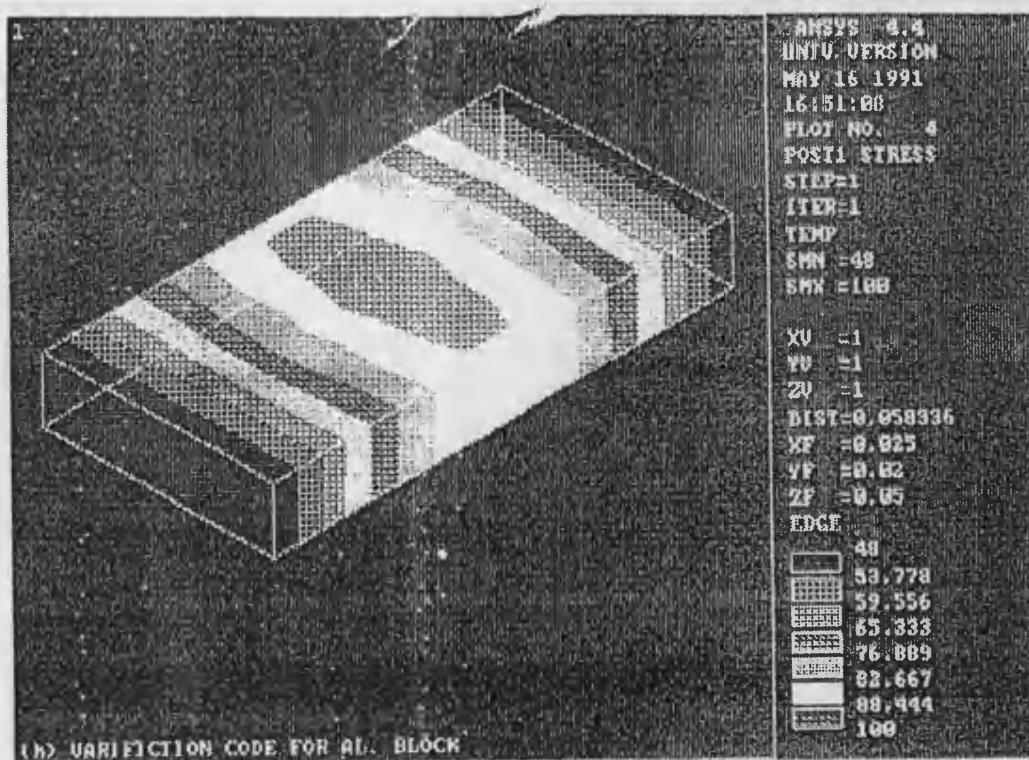 1
ANSYS 4.4
UNIV. VERSION
MAY 16 1991
16:51:08
PLOT NO. 4
POST1 STRESS
STEP=1
ITER=1
TEMP
SMN =48
SMX =100
XV =1
YV =1
ZV =1
DIST=0.058336
XF =0.025
YF =0.02
ZF =0.05
EDGE
48
53.778
59.556
65.333
76.889
82.667
88.444
100
VARIFICTION CODE FOR AL. BLOCK